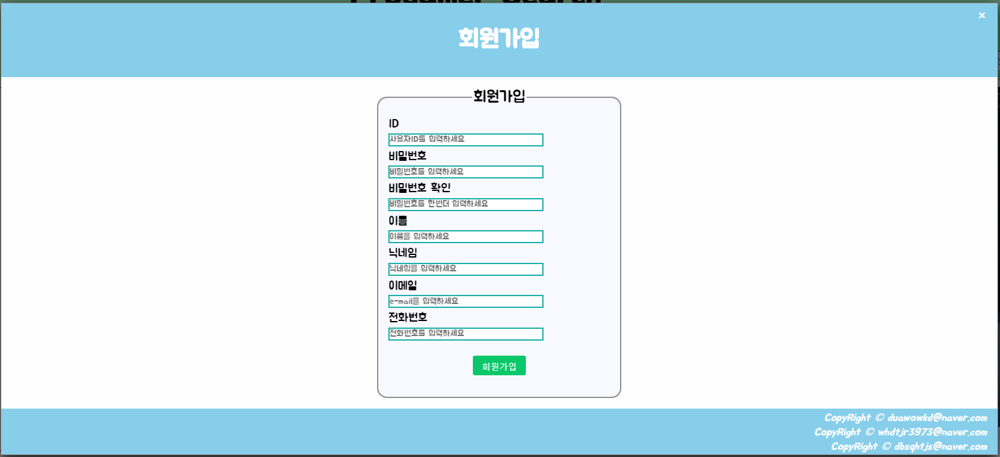 ×
회원가입
회원가입
ID
사용자ID를 입력하세요
비밀번호
비밀번호를 입력하세요
비밀번호 확인
비밀번호를 한번더 입력하세요
이름
이름을 입력하세요
닉네임
닉네임을 입력하세요
이메일
e-mail을 입력하세요
전화번호
전화번호를 입력하세요
회원가입
CopyRight © duawowkd@naver.com
CopyRight © whdtjr3973@naver.com
CopyRight © dbsqhtjs@naver.com